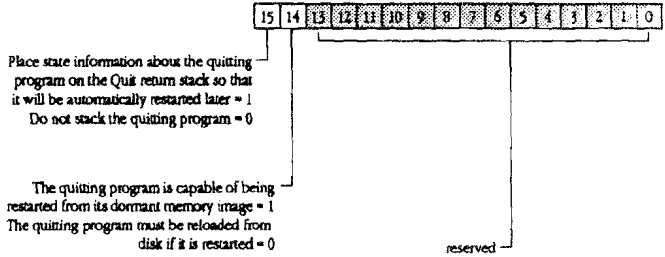 15 14 13 12 11 10 9 8 7 6 5 4 3 2 1 0
Place state information about the quitting
program on the Quit return stack so that
it will be automatically restarted later = 1
Do not stack the quitting program = 0
The quitting program is capable of being
restarted from its dormant memory image = 1
The quitting program must be reloaded from
disk if it is restarted = 0
reserved